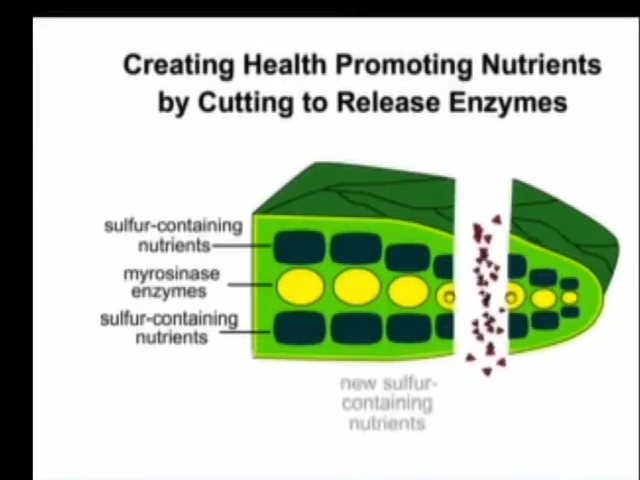 Creating Health Promoting Nutrients
by Cutting to Release Enzymes
sulfur-containing
nutrients
myrosinase
enzymes
sulfur-containing
nutrients
new sulfur-
containing
nutrients